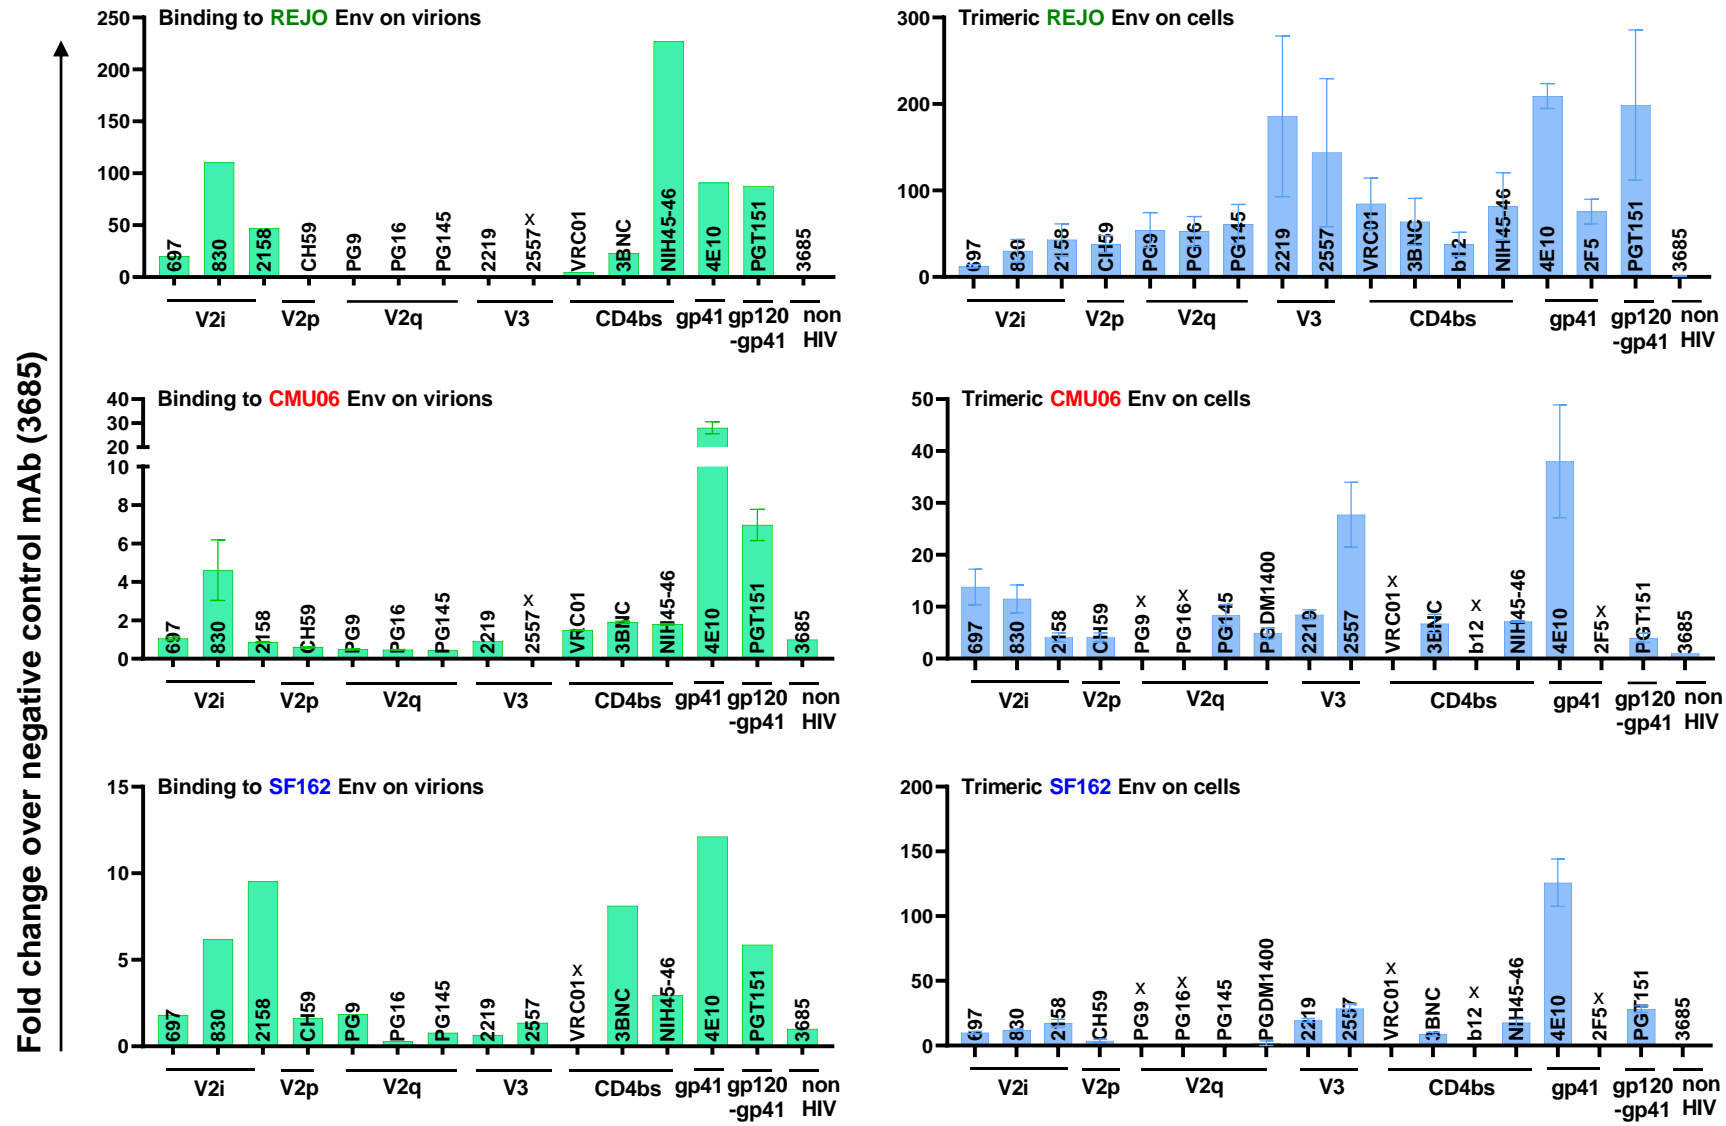 Fold change over negative control mAb (3685)
Binding to REJO Env on virions
250
200
150
100
50
0
697 830 2158 CH59 PG9 PG16 PG145 2219 2557 x VRC01 3BNC NIH45-46 4E10 PGT151 3685
V2i V2p V2q V3 CD4bs gp41 gp120 non
-gp41 HIV
Trimeric REJO Env on cells
300
200
100
0
697 830 2158 CH59 PG9 PG16 PG145 2219 2557 VRC01 3BNC b12 NIH45-46 4E10 2F5 PGT151 3685
V2i V2p V2q V3 CD4bs gp41 gp120 non
-gp41 HIV
Binding to CMU06 Env on virions
40
30
20
10
8
6
4
2
0
697 830 2158 CH59 PG9 PG16 PG145 2219 2557 x VRC01 3BNC NIH45-46 4E10 PGT151 3685
V2i V2p V2q V3 CD4bs gp41 gp120 non
-gp41 HIV
Trimeric CMU06 Env on cells
50
40
30
20
10
0
697 830 2158 CH59 PG9 x PG16 x PG145 PGDM1400 2219 2557 VRC01 x 3BNC b12 x NIH45-46 4E10 2F5 x PGT151 3685
V2i V2p V2q V3 CD4bs gp41 gp120 non
-gp41 HIV
Binding to SF162 Env on virions
15
10
5
0
697 830 2158 CH59 PG9 PG16 PG145 2219 2557 VRC01 x 3BNC NIH45-46 4E10 PGT151 3685
V2i V2p V2q V3 CD4bs gp41 gp120 non
-gp41 HIV
Trimeric SF162 Env on cells
200
150
100
50
0
697 830 2158 CH59 PG9 x PG16 x PG145 PGDM1400 2219 2557 VRC01 x 3BNC b12 x NIH45-46 4E10 2F5 x PGT151 3685
V2i V2p V2q V3 CD4bs gp41 gp120 non
-gp41 HIV